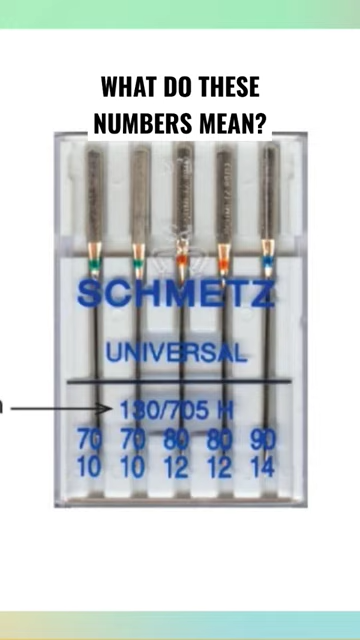 WHAT DO THESE
NUMBERS MEAN?
SCHMETZ
UNIVERSAL
130/705 H
70 70 80 80 90
10 10 12 12 14